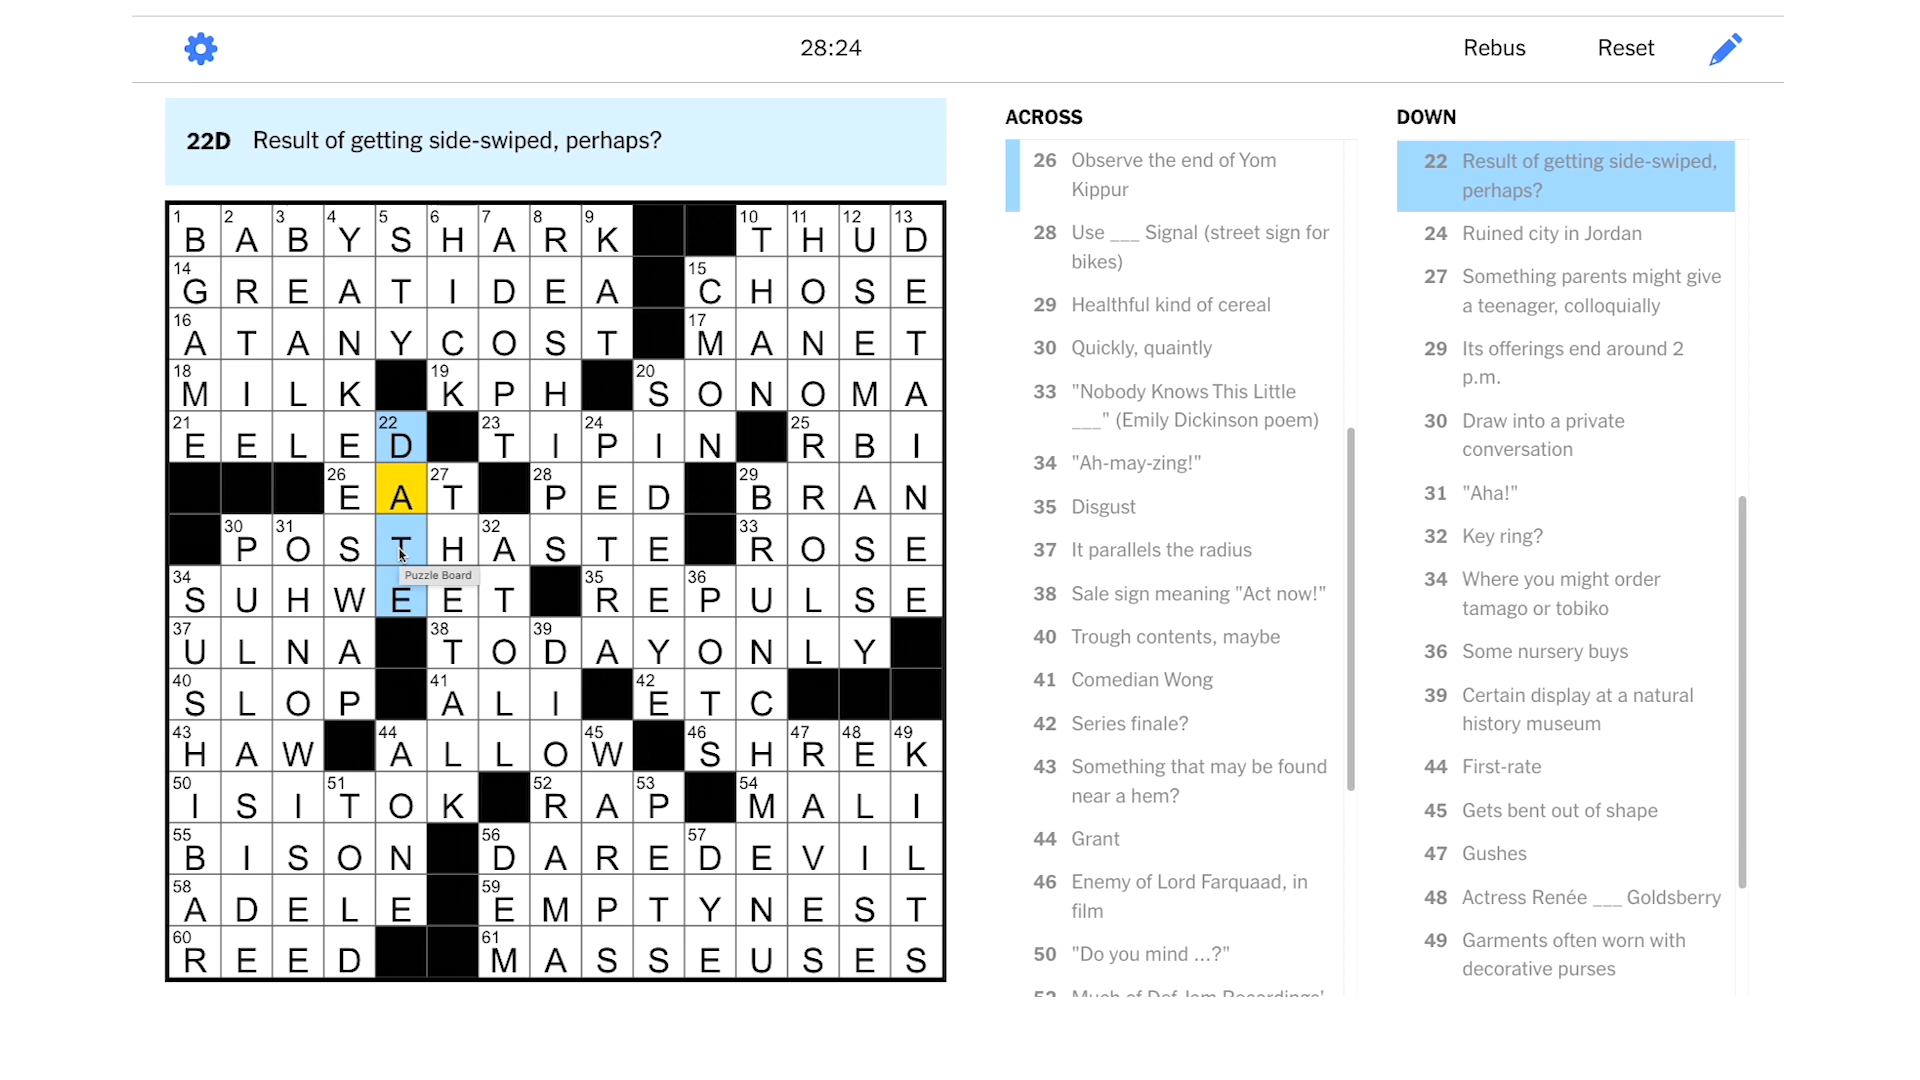 28:24
Rebus
Reset
22D Result of getting side-swiped, perhaps?
1 2 3 4 5 6 7 8 9 10 11 12 13
B A B Y S H A R K T H U D
14 15
G R E A T I D E A C H O S E
16 17
A T A N Y C O S T M A N E T
18 19 20
M I L K K P H S O N O M A
21 22 23 24 25
E E L E D T I P I N R B I
26 27 28 29
E A T P E D B R A N
30 31 32 33
P O S T H A S T E R O S E
Puzzle Board
34 35 36
S U H W E E T R E P U L S E
37 38 39
U L N A T O D A Y O N L Y
40 41 42
S L O P A L I E T C
43 44 45 46 47 48 49
H A W A L L O W S H R E K
50 51 52 53 54
I S I T O K R A P M A L I
55 56 57
B I S O N D A R E D E V I L
58 59
A D E L E E M P T Y N E S T
60 61
R E E D M A S S E U S E S
ACROSS
26 Observe the end of Yom
Kippur
28 Use ___ Signal (street sign for
bikes)
29 Healthful kind of cereal
30 Quickly, quaintly
33 "Nobody Knows This Little
___" (Emily Dickinson poem)
34 "Ah-may-zing!"
35 Disgust
37 It parallels the radius
38 Sale sign meaning "Act now!"
40 Trough contents, maybe
41 Comedian Wong
42 Series finale?
43 Something that may be found
near a hem?
44 Grant
46 Enemy of Lord Farquaad, in
film
50 "Do you mind ...?"
52 Much of Def Jam Recordings'
DOWN
22 Result of getting side-swiped,
perhaps?
24 Ruined city in Jordan
27 Something parents might give
a teenager, colloquially
29 Its offerings end around 2
p.m.
30 Draw into a private
conversation
31 "Aha!"
32 Key ring?
34 Where you might order
tamago or tobiko
36 Some nursery buys
39 Certain display at a natural
history museum
44 First-rate
45 Gets bent out of shape
47 Gushes
48 Actress Renée ___ Goldsberry
49 Garments often worn with
decorative purses